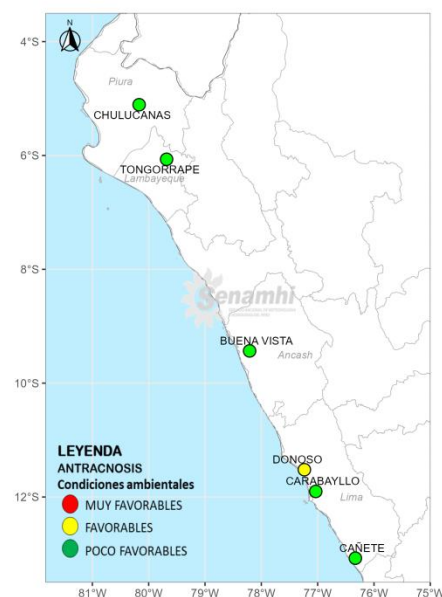 N
4°S
6°S
8°S
10°S
12°S
Piura
CHULUCANAS
TONGORRAPE
Lambayeque
Senamhi
BUENA VISTA
Ancash
DONOSO
CARABAYLLO
Lima
CAÑETE
LEYENDA
ANTRACNOSIS
Condiciones ambientales
MUY FAVORABLES
FAVORABLES
POCO FAVORABLES
81°W 80°W 79°W 78°W 77°W 76°W 75°W